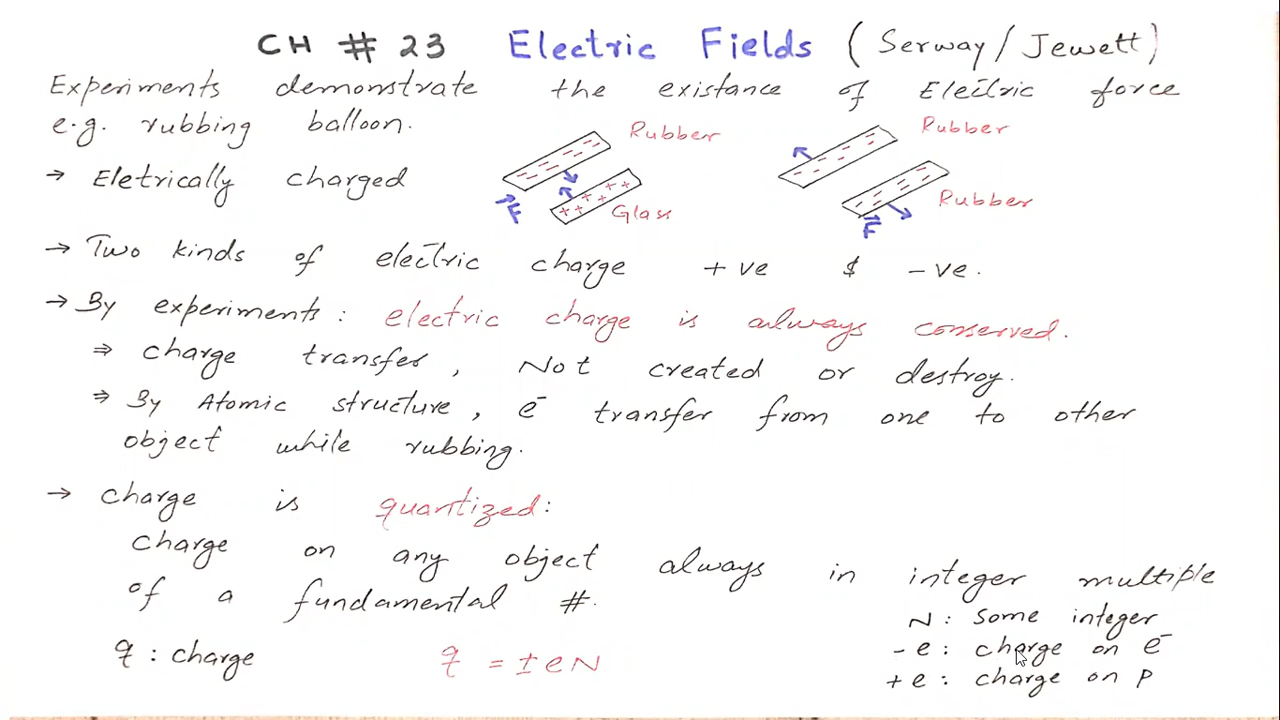 CH # 23 Electric Fields (Serway/Jewett)
Experiments demonstrate the existance of Electric force
e.g. rubbing balloon.
Rubber
Rubber
→ Eletrically charged
F
Glass
Rubber
F
→ Two kinds of electric charge +ve & -ve.
→ By experiments: electric charge is always conserved.
⇒ charge transfer, Not created or destroy.
⇒ By Atomic structure, e⁻ transfer from one to other
object while rubbing.
→ charge is quantized:
charge on any object always in integer multiple
of a fundamental #.
N: Some integer
q: charge q = ±eN
-e: charge on e⁻
+e: charge on p